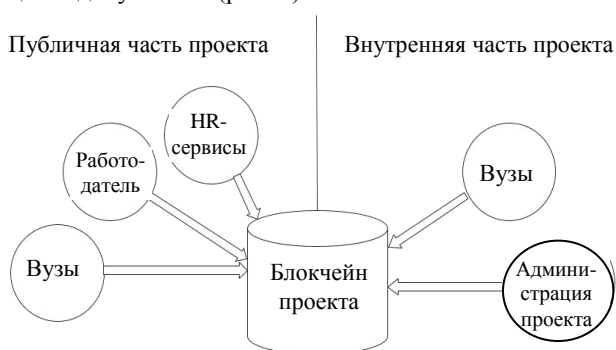 Публичная часть проекта
Внутренняя часть проекта
HR-
сервисы
Работо-
датель
Вузы
Вузы
Блокчейн
проекта
Админи-
страция
проекта